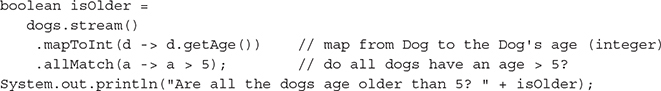 boolean isOlder =
   dogs.stream()
    .mapToInt(d -> d.getAge())    // map from Dog to the Dog's age (integer)
    .allMatch(a -> a > 5);        // do all dogs have an age > 5?
System.out.println("Are all the dogs age older than 5? " + isOlder);